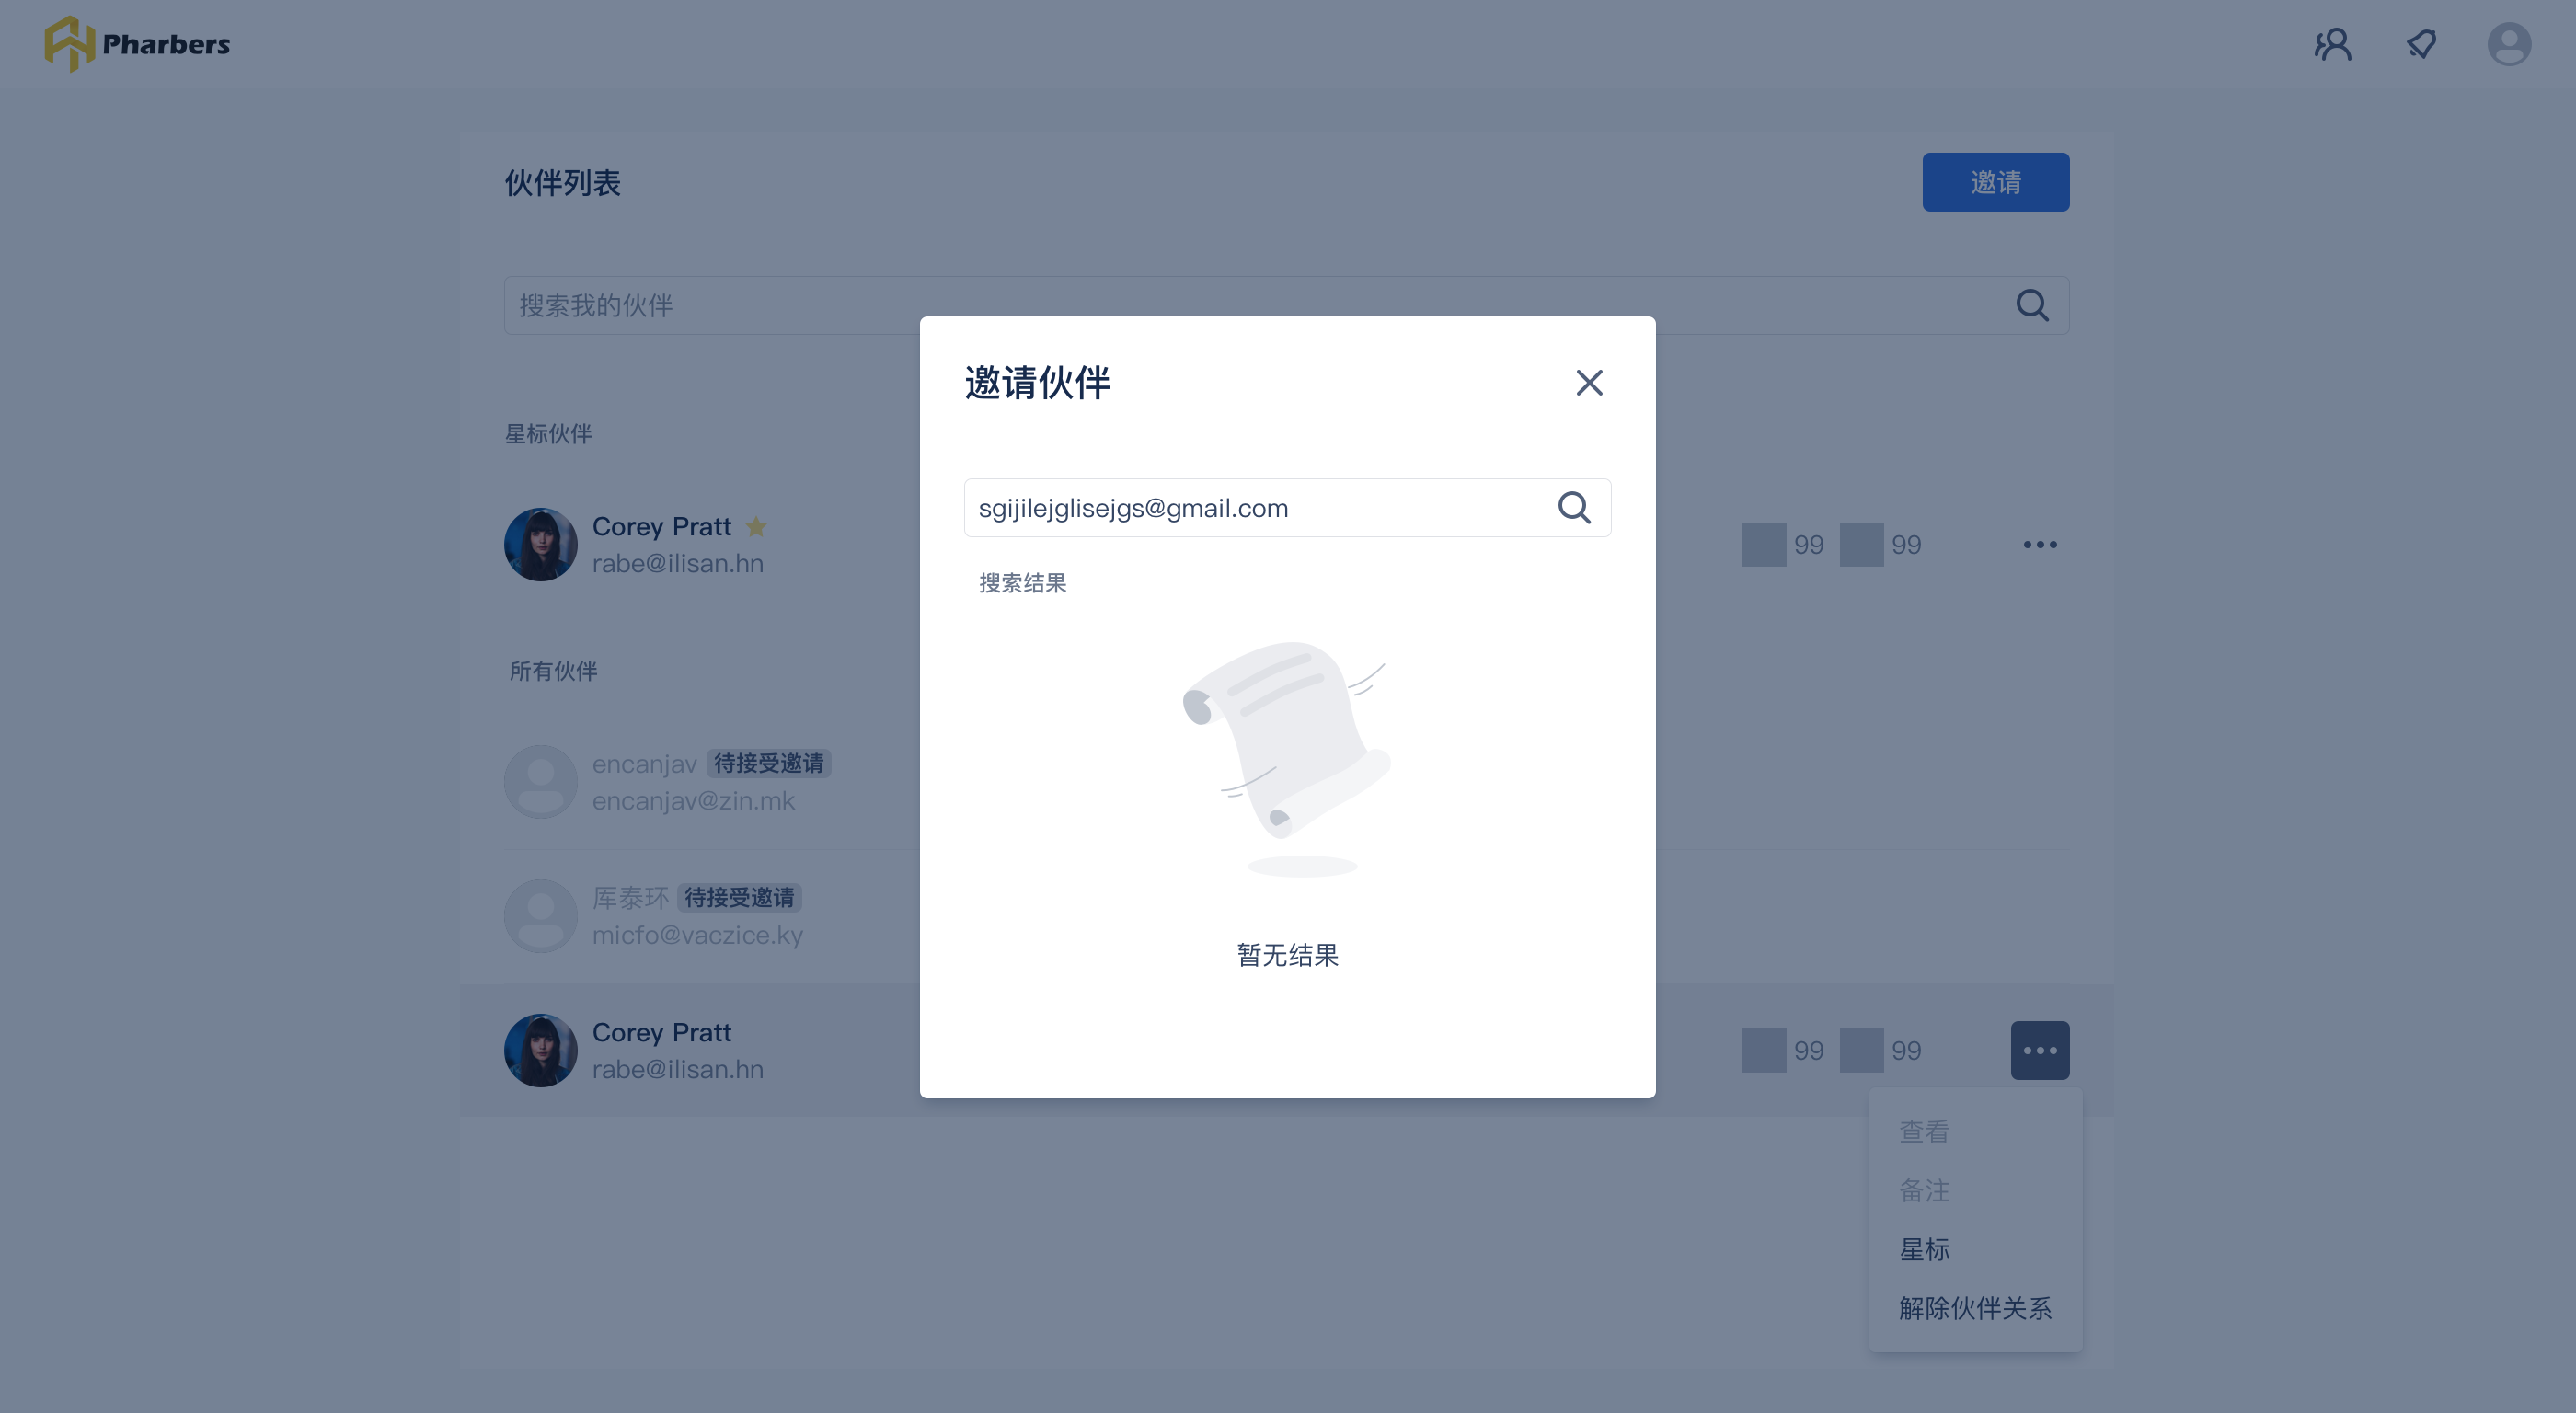 Pharbers
伙伴列表
邀请
搜索我的伙伴
邀请伙伴
sgijilejglisejgs@gmail.com
搜索结果
暂无结果
星标伙伴
Corey Pratt
rabe@ilisan.hn
99 99
所有伙伴
encanjav 待接受邀请
encanjav@zin.mk
厍泰环 待接受邀请
micfo@vaczice.ky
Corey Pratt
rabe@ilisan.hn
99 99
查看
备注
星标
解除伙伴关系